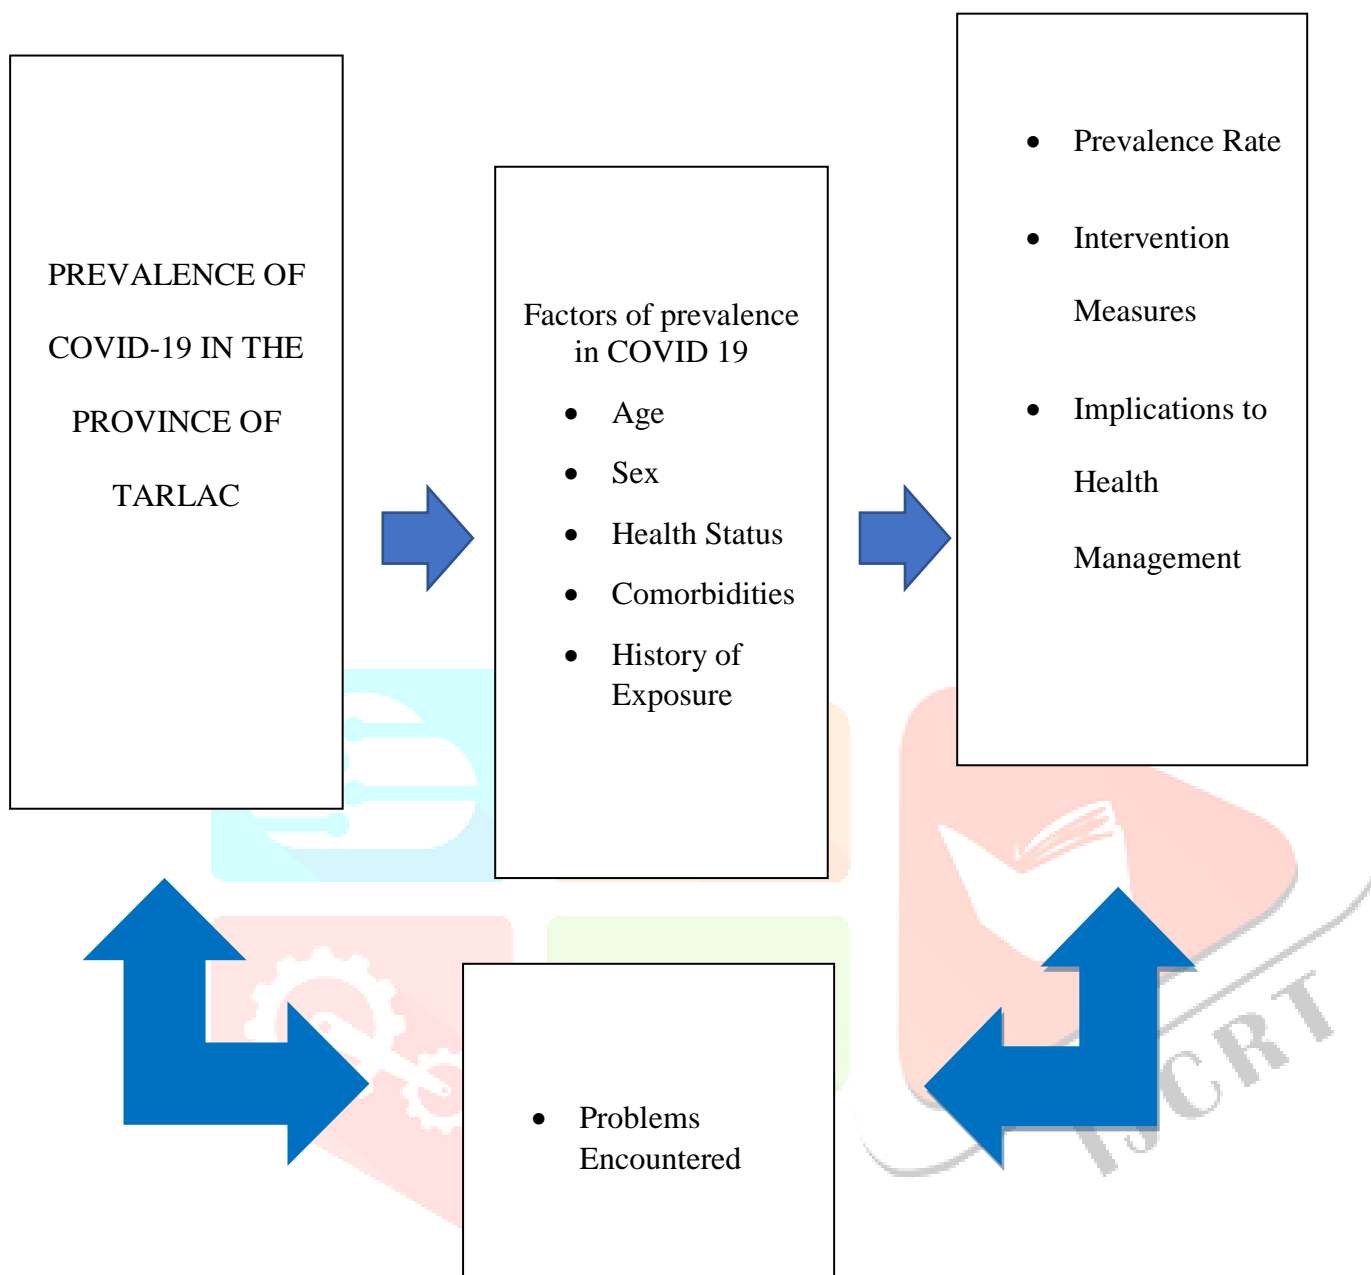 PREVALENCE OF
COVID-19 IN THE
PROVINCE OF
TARLAC
Factors of prevalence
in COVID 19
• Age
• Sex
• Health Status
• Comorbidities
• History of
Exposure
• Prevalence Rate
• Intervention
Measures
• Implications to
Health
Management
• Problems
Encountered
IJCRT